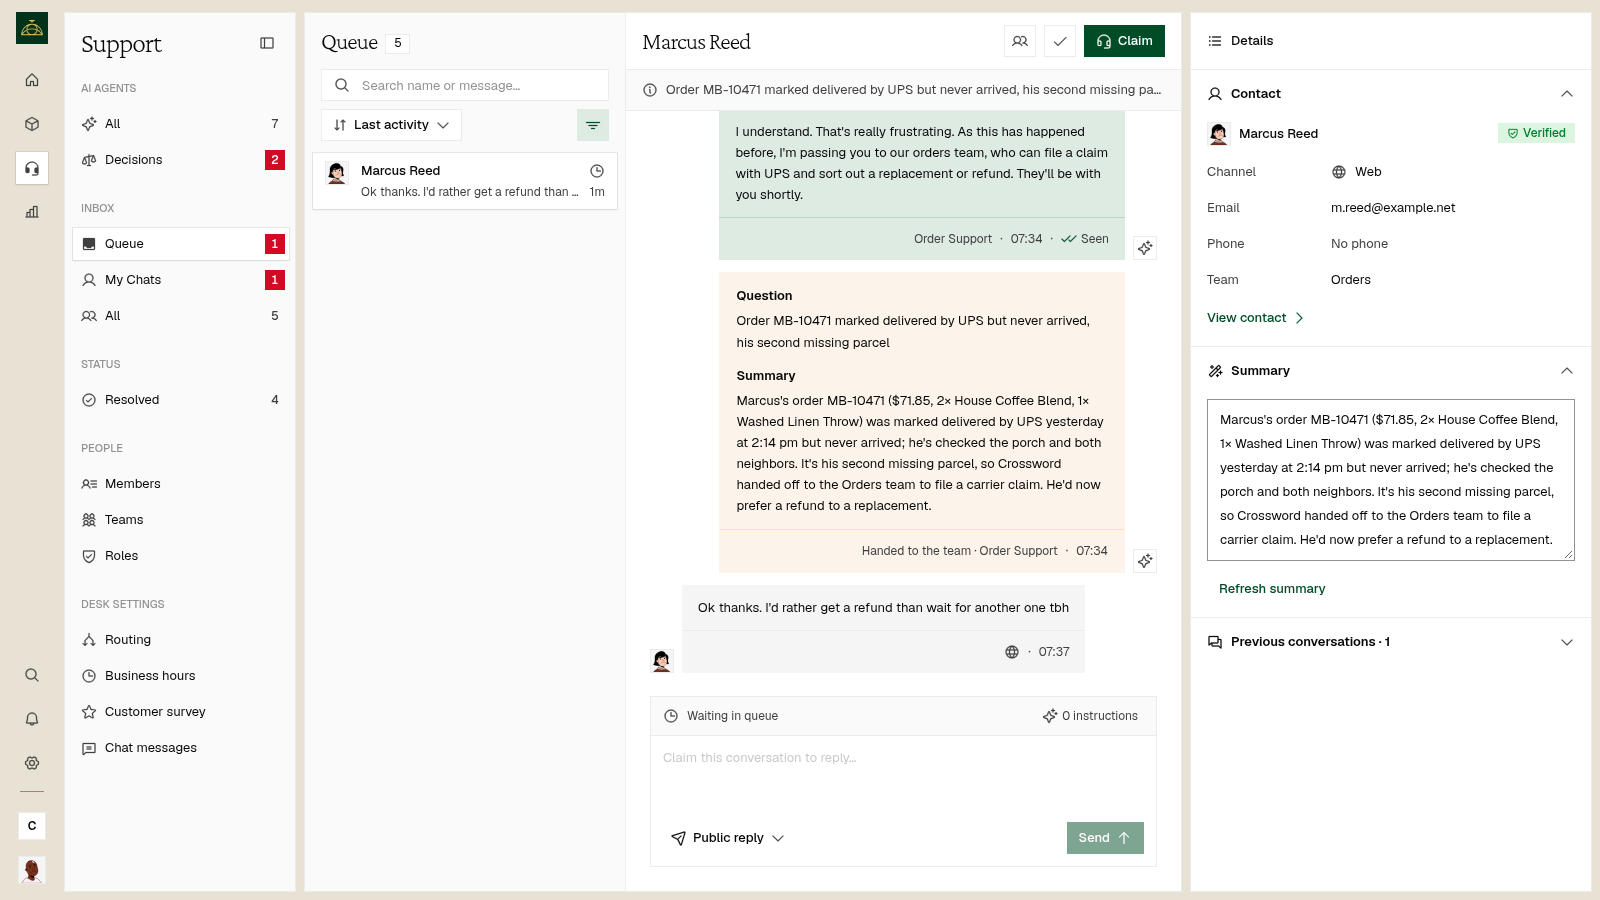 Support
AI AGENTS
All 7
Decisions 2
INBOX
Queue 1
My Chats 1
All 5
STATUS
Resolved 4
PEOPLE
Members
Teams
Roles
DESK SETTINGS
Routing
Business hours
Customer survey
Chat messages
C
Queue 5
Search name or message...
Last activity
Marcus Reed
Ok thanks. I'd rather get a refund than ... 1m
Marcus Reed
Claim
Order MB-10471 marked delivered by UPS but never arrived, his second missing pa...
I understand. That's really frustrating. As this has happened
before, I'm passing you to our orders team, who can file a claim
with UPS and sort out a replacement or refund. They'll be with
you shortly.
Order Support · 07:34 · Seen
Question
Order MB-10471 marked delivered by UPS but never arrived,
his second missing parcel
Summary
Marcus's order MB-10471 ($71.85, 2× House Coffee Blend, 1×
Washed Linen Throw) was marked delivered by UPS yesterday
at 2:14 pm but never arrived; he's checked the porch and both
neighbors. It's his second missing parcel, so Crossword
handed off to the Orders team to file a carrier claim. He'd now
prefer a refund to a replacement.
Handed to the team · Order Support · 07:34
Ok thanks. I'd rather get a refund than wait for another one tbh
· 07:37
Waiting in queue 0 instructions
Claim this conversation to reply...
Public reply Send
Details
Contact
Marcus Reed Verified
Channel Web
Email m.reed@example.net
Phone No phone
Team Orders
View contact
Summary
Marcus's order MB-10471 ($71.85, 2× House Coffee Blend,
1× Washed Linen Throw) was marked delivered by UPS
yesterday at 2:14 pm but never arrived; he's checked the
porch and both neighbors. It's his second missing parcel,
so Crossword handed off to the Orders team to file a
carrier claim. He'd now prefer a refund to a replacement.
Refresh summary
Previous conversations · 1